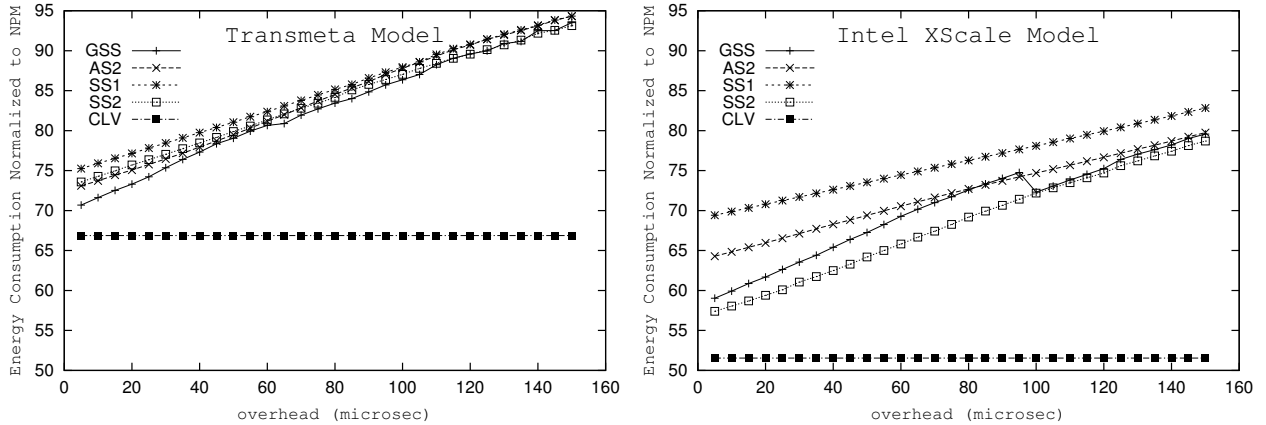 Transmeta Model
Energy Consumption Normalized to NPM
95
90
85
80
75
70
65
60
55
50
GSS
AS2
SS1
SS2
CLV
0 20 40 60 80 100 120 140 160
overhead (microsec)
Intel XScale Model
Energy Consumption Normalized to NPM
95
90
85
80
75
70
65
60
55
50
GSS
AS2
SS1
SS2
CLV
0 20 40 60 80 100 120 140 160
overhead (microsec)